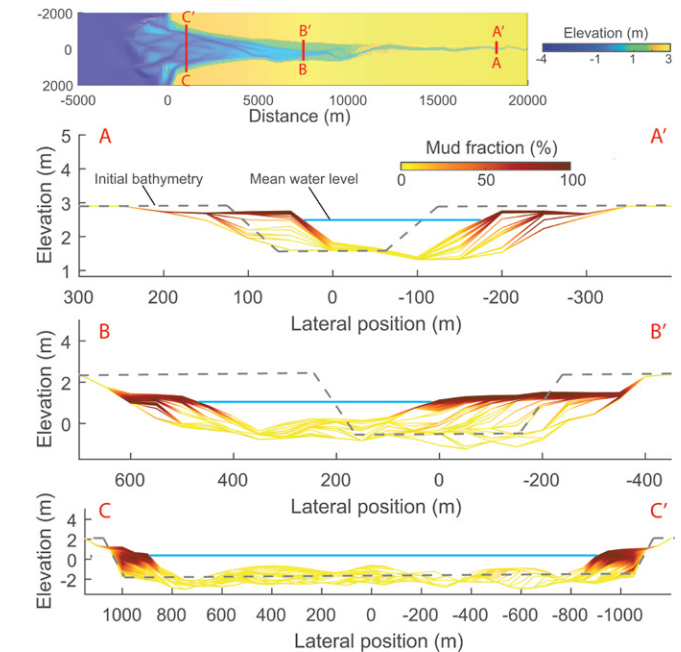 -2000
0
2000
C'
C
B'
B
A'
A
-5000 0 5000 10000 15000 20000
Distance (m)
Elevation (m)
-4 -1 1 3
A A'
Elevation (m)
5
4
3
2
1
Initial bathymetry
Mean water level
Mud fraction (%)
0 50 100
300 200 100 0 -100 -200 -300
Lateral position (m)
B B'
Elevation (m)
4
2
0
600 400 200 0 -200 -400
Lateral position (m)
C C'
Elevation (m)
4
2
0
-2
1000 800 600 400 200 0 -200 -400 -600 -800 -1000
Lateral position (m)